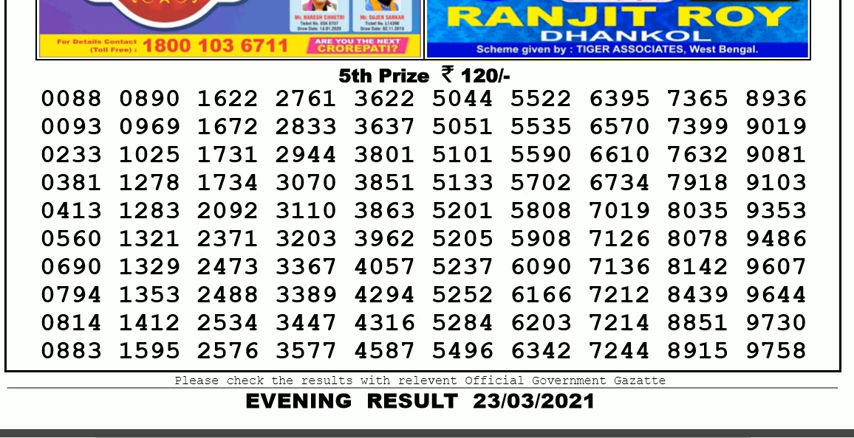 Mr. NARESH CHHETRI
Mr. SUJEN SARKAR
For Details Contact
(Toll Free) : 1800 103 6711
ARE YOU THE NEXT
CROREPATI?
RANJIT ROY
DHANKOL
Scheme given by : TIGER ASSOCIATES, West Bengal.
5th Prize ₹ 120/-
0088 0890 1622 2761 3622 5044 5522 6395 7365 8936
0093 0969 1672 2833 3637 5051 5535 6570 7399 9019
0233 1025 1731 2944 3801 5101 5590 6610 7632 9081
0381 1278 1734 3070 3851 5133 5702 6734 7918 9103
0413 1283 2092 3110 3863 5201 5808 7019 8035 9353
0560 1321 2371 3203 3962 5205 5908 7126 8078 9486
0690 1329 2473 3367 4057 5237 6090 7136 8142 9607
0794 1353 2488 3389 4294 5252 6166 7212 8439 9644
0814 1412 2534 3447 4316 5284 6203 7214 8851 9730
0883 1595 2576 3577 4587 5496 6342 7244 8915 9758
Please check the results with relevent Official Government Gazatte
EVENING RESULT 23/03/2021